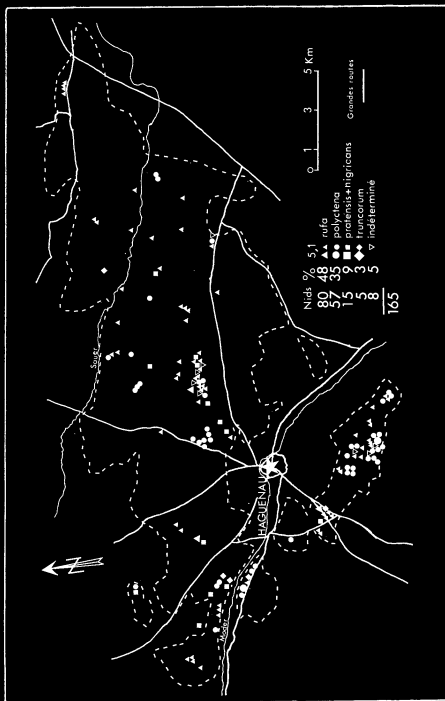 N
Sauer
HAGUENAU
Moder
0 1 3 5 Km
Nids % 5,1
80 48 ▲ rufa
57 35 ● polyctena
15 9 ■ pratensis+nigricans
5 3 ◆ truncorum
8 5 ▽ indéterminé
165
Grandes routes